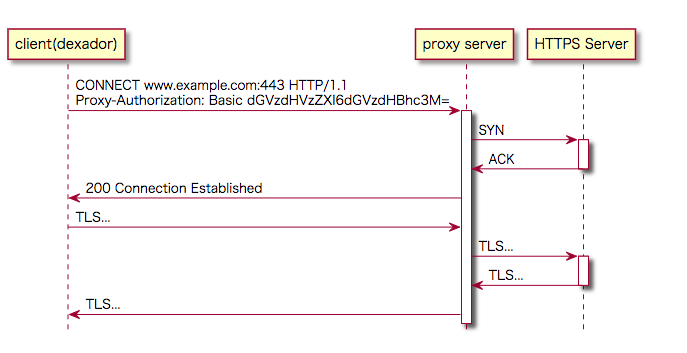 client(dexador)
proxy server
HTTPS Server
CONNECT www.example.com:443 HTTP/1.1
Proxy-Authorization: Basic dGVzdHVzZXI6dGVzdHBhc3M=
SYN
ACK
200 Connection Established
TLS...
TLS...
TLS...
TLS...